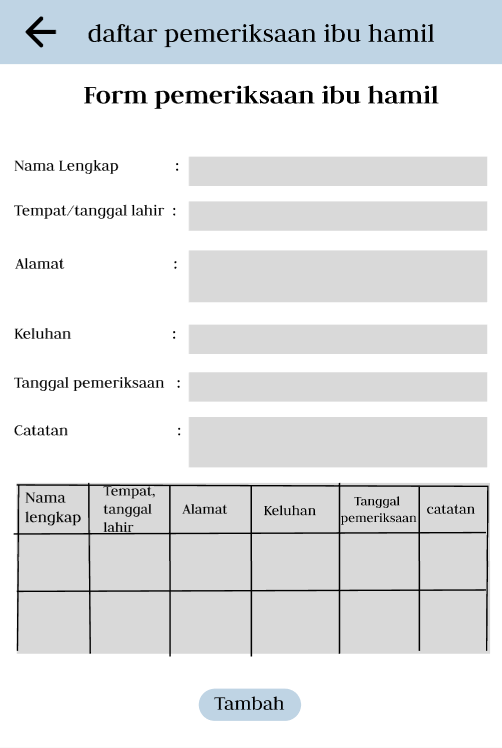 daftar pemeriksaan ibu hamil
Form pemeriksaan ibu hamil
Nama Lengkap :
Tempat/tanggal lahir :
Alamat :
Keluhan :
Tanggal pemeriksaan :
Catatan :
Nama
lengkap
Tempat,
tanggal
lahir
Alamat
Keluhan
Tanggal
pemeriksaan
catatan
Tambah